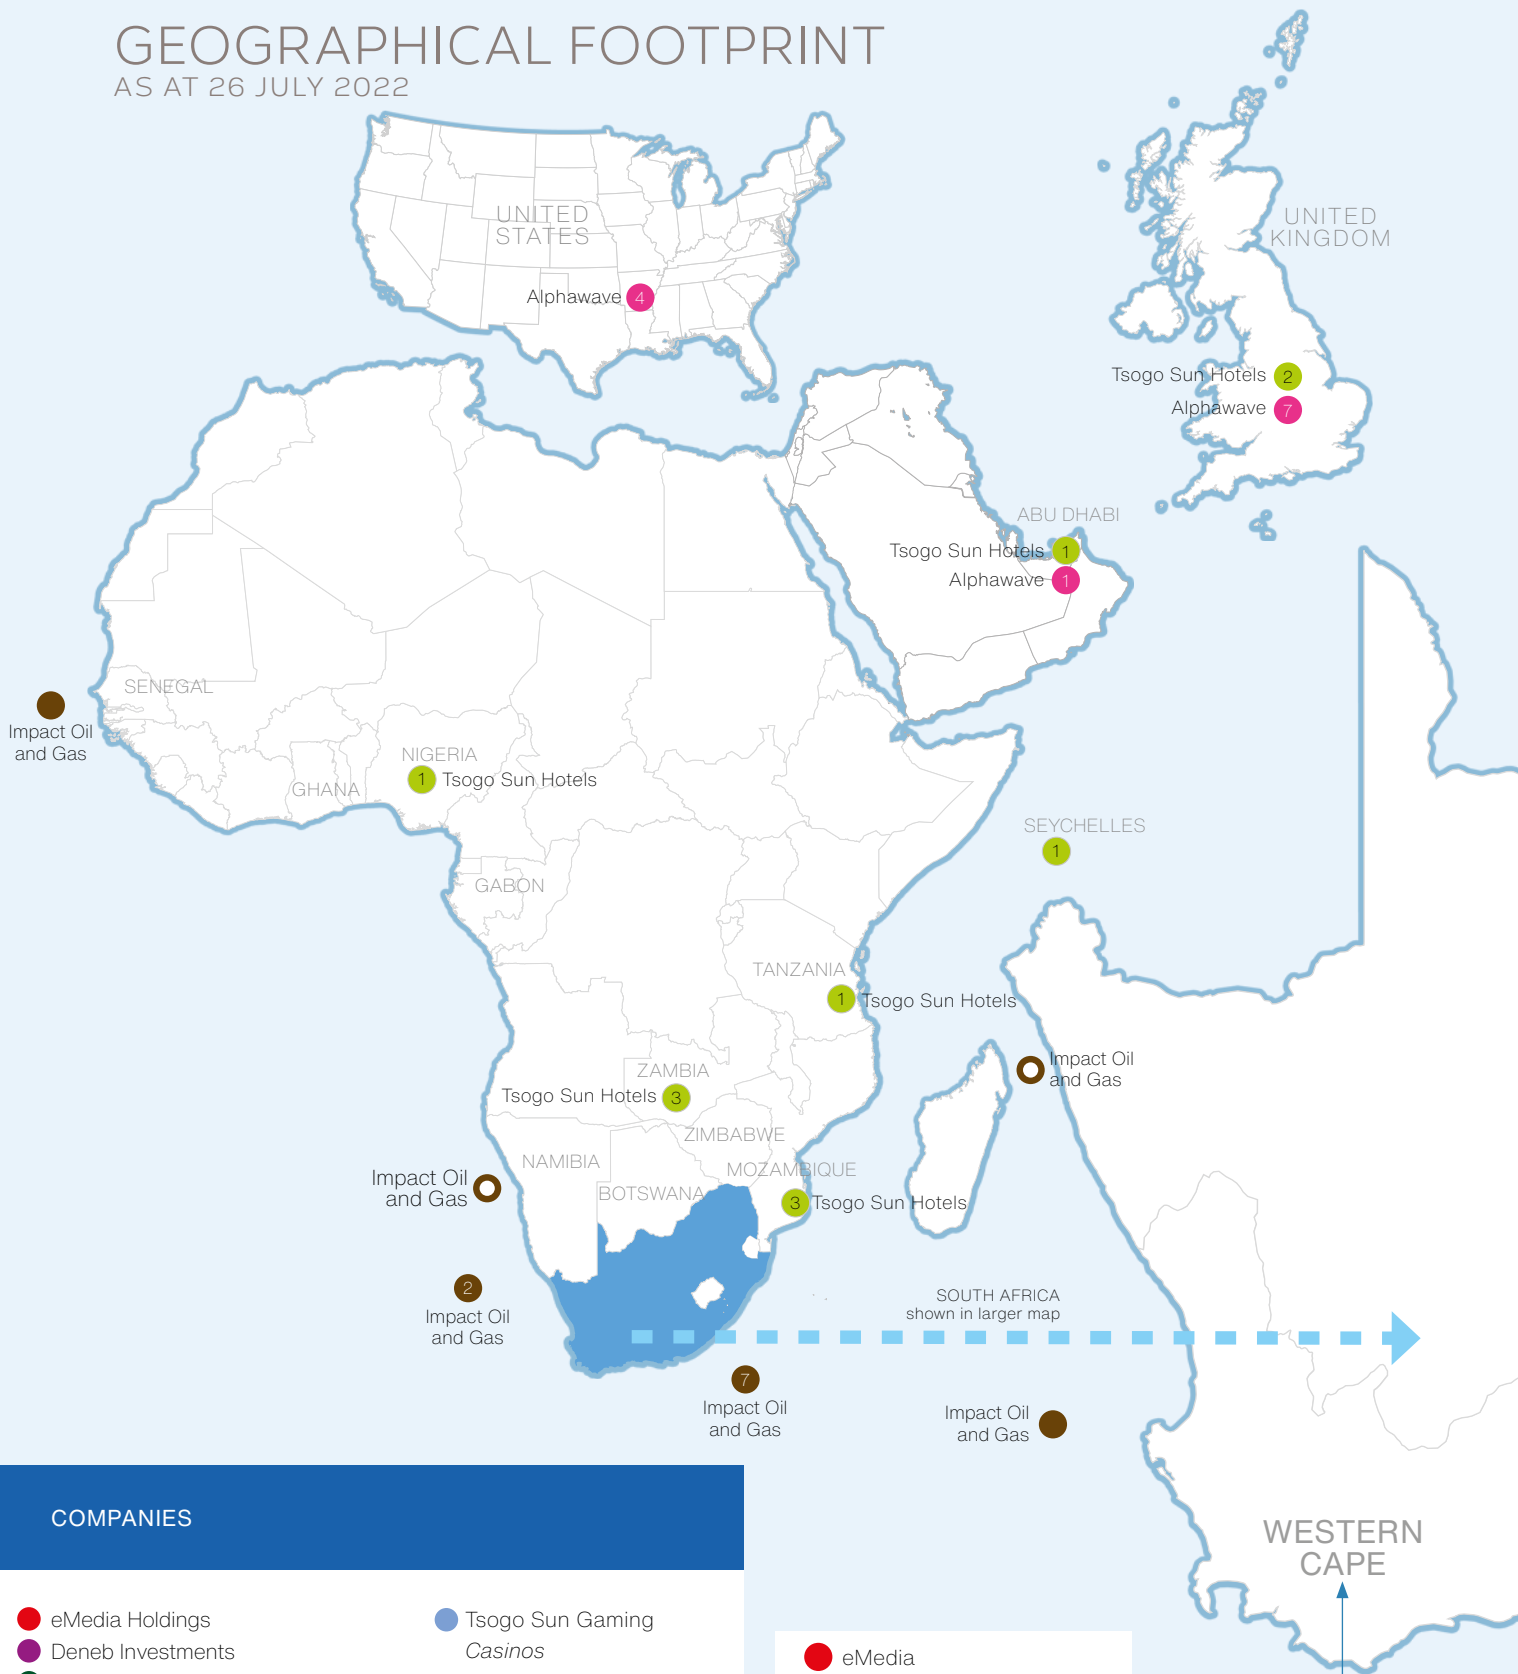 GEOGRAPHICAL FOOTPRINT
AS AT 26 JULY 2022
UNITED
STATES
Alphawave 4
UNITED
KINGDOM
Tsogo Sun Hotels 2
Alphawave 7
ABU DHABI
Tsogo Sun Hotels 1
Alphawave 1
SENEGAL
Impact Oil
and Gas
NIGERIA
1 Tsogo Sun Hotels
GHANA
SEYCHELLES
1
GABON
TANZANIA
1 Tsogo Sun Hotels
Impact Oil
and Gas
ZAMBIA
Tsogo Sun Hotels 3
ZIMBABWE
NAMIBIA
MOZAMBIQUE
Impact Oil
and Gas
BOTSWANA
3 Tsogo Sun Hotels
2
Impact Oil
and Gas
SOUTH AFRICA
shown in larger map
7
Impact Oil
and Gas
Impact Oil
and Gas
WESTERN
CAPE
COMPANIES
eMedia Holdings
Deneb Investments
Tsogo Sun Gaming
Casinos
eMedia